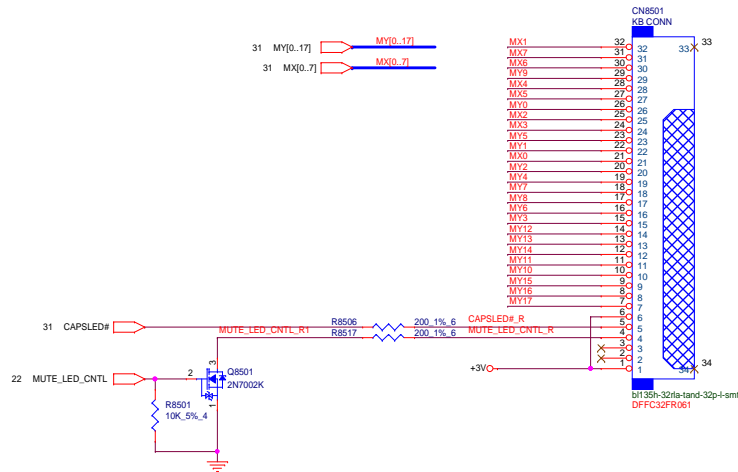 CN8501
KB CONN
31 MY[0..17] MY[0..17]
31 MX[0..7] MX[0..7]
MX1 32 32 33 33
MX7 31 31
MX6 30 30
MY9 29 29
MX4 28 28
MX5 27 27
MY0 26 26
MX2 25 25
MX3 24 24
MY5 23 23
MY1 22 22
MX0 21 21
MY2 20 20
MY4 19 19
MY7 18 18
MY8 17 17
MY6 16 16
MY3 15 15
MY12 14 14
MY13 13 13
MY14 12 12
MY11 11 11
MY10 10 10
MY15 9 9
MY16 8 8
MY17 7 7
6 6
31 CAPSLED# R8506 200_1%_6 CAPSLED#_R 5 5
MUTE_LED_CNTL_R1 R8517 200_1%_6 MUTE_LED_CNTL_R 4 4
3 3
2 2
+3V 1 1 34 34
22 MUTE_LED_CNTL 2 3 Q8501
2N7002K
1
R8501
10K_5%_4
bl135h-32rla-tand-32p-l-smt
DFFC32FR061